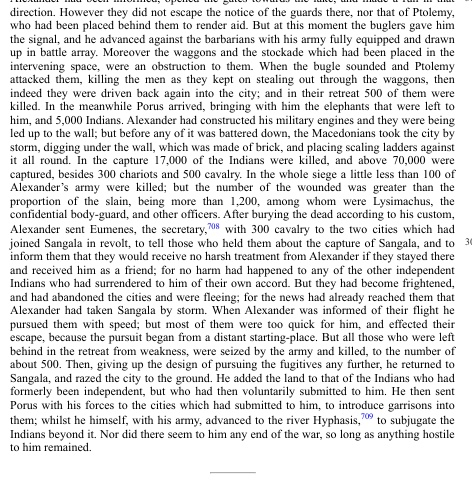 Alexander had been informed, opened the gates towards the lake, and made a run in that
direction. However they did not escape the notice of the guards there, nor that of Ptolemy,
who had been placed behind them to render aid. But at this moment the buglers gave him
the signal, and he advanced against the barbarians with his army fully equipped and drawn
up in battle array. Moreover the waggons and the stockade which had been placed in the
intervening space, were an obstruction to them. When the bugle sounded and Ptolemy
attacked them, killing the men as they kept on stealing out through the waggons, then
indeed they were driven back again into the city; and in their retreat 500 of them were
killed. In the meanwhile Porus arrived, bringing with him the elephants that were left to
him, and 5,000 Indians. Alexander had constructed his military engines and they were being
led up to the wall; but before any of it was battered down, the Macedonians took the city by
storm, digging under the wall, which was made of brick, and placing scaling ladders against
it all round. In the capture 17,000 of the Indians were killed, and above 70,000 were
captured, besides 300 chariots and 500 cavalry. In the whole siege a little less than 100 of
Alexander's army were killed; but the number of the wounded was greater than the
proportion of the slain, being more than 1,200, among whom were Lysimachus, the
confidential body-guard, and other officers. After burying the dead according to his custom,
Alexander sent Eumenes, the secretary,708 with 300 cavalry to the two cities which had
joined Sangala in revolt, to tell those who held them about the capture of Sangala, and to
inform them that they would receive no harsh treatment from Alexander if they stayed there
and received him as a friend; for no harm had happened to any of the other independent
Indians who had surrendered to him of their own accord. But they had become frightened,
and had abandoned the cities and were fleeing; for the news had already reached them that
Alexander had taken Sangala by storm. When Alexander was informed of their flight he
pursued them with speed; but most of them were too quick for him, and effected their
escape, because the pursuit began from a distant starting-place. But all those who were left
behind in the retreat from weakness, were seized by the army and killed, to the number of
about 500. Then, giving up the design of pursuing the fugitives any further, he returned to
Sangala, and razed the city to the ground. He added the land to that of the Indians who had
formerly been independent, but who had then voluntarily submitted to him. He then sent
Porus with his forces to the cities which had submitted to him, to introduce garrisons into
them; whilst he himself, with his army, advanced to the river Hyphasis,709 to subjugate the
Indians beyond it. Nor did there seem to him any end of the war, so long as anything hostile
to him remained.